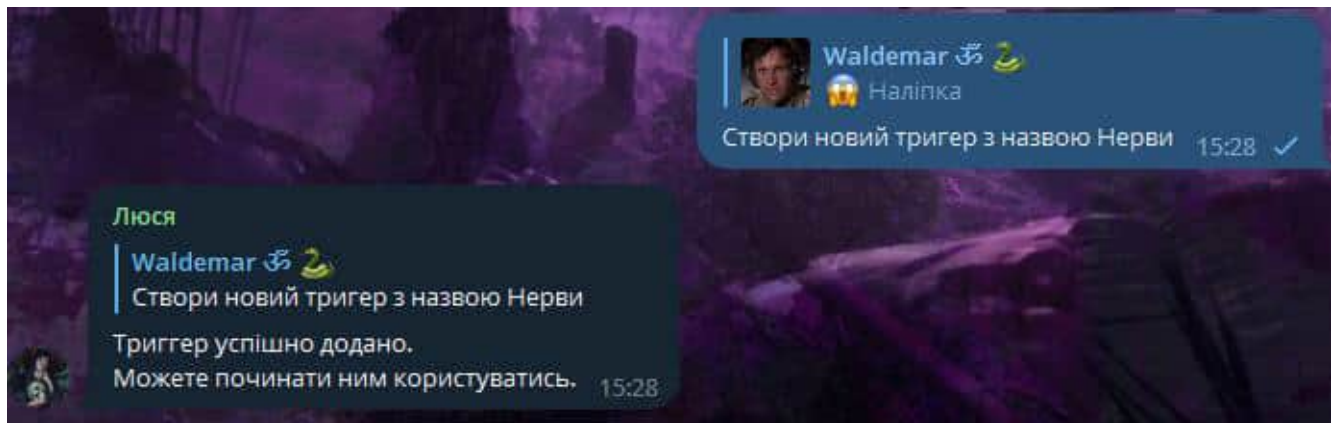 Waldemar ॐ 🐍
😱 Наліпка
Створи новий тригер з назвою Нерви 15:28
Люся
Waldemar ॐ 🐍
Створи новий тригер з назвою Нерви
Триггер успішно додано.
Можете починати ним користуватись. 15:28